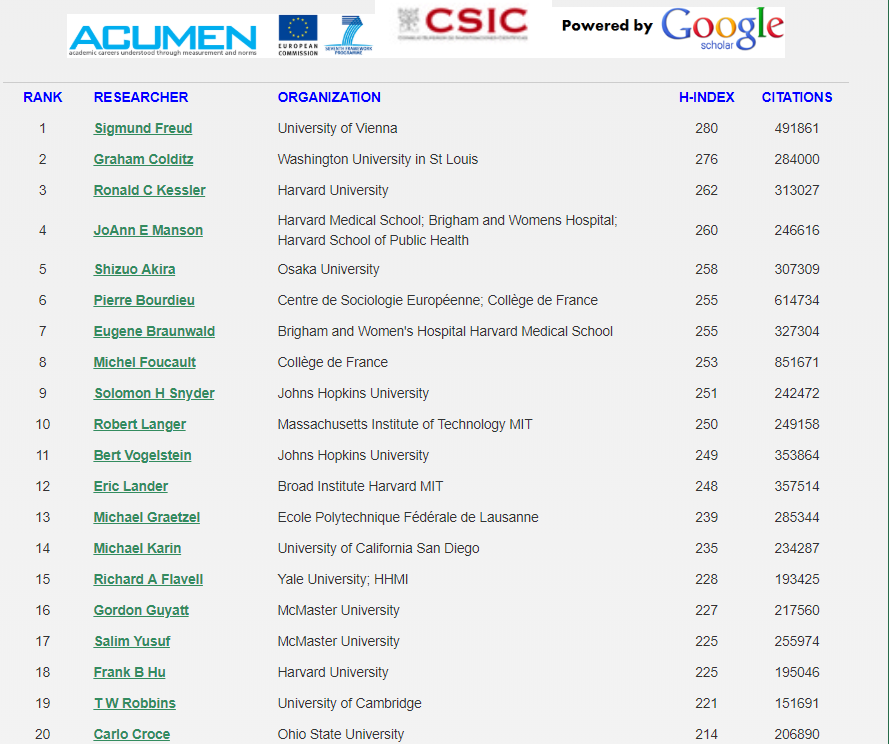 ACUMEN
academic careers understood through measurement and norms
EUROPEAN
COMMISSION
7
SEVENTH FRAMEWORK
PROGRAMME
CSIC
CONSEJO SUPERIOR DE INVESTIGACIONES CIENTÍFICAS
Powered by Google
scholar
RANK RESEARCHER ORGANIZATION H-INDEX CITATIONS
1 Sigmund Freud University of Vienna 280 491861
2 Graham Colditz Washington University in St Louis 276 284000
3 Ronald C Kessler Harvard University 262 313027
4 JoAnn E Manson Harvard Medical School; Brigham and Womens Hospital; Harvard School of Public Health 260 246616
5 Shizuo Akira Osaka University 258 307309
6 Pierre Bourdieu Centre de Sociologie Européenne; Collège de France 255 614734
7 Eugene Braunwald Brigham and Women's Hospital Harvard Medical School 255 327304
8 Michel Foucault Collège de France 253 851671
9 Solomon H Snyder Johns Hopkins University 251 242472
10 Robert Langer Massachusetts Institute of Technology MIT 250 249158
11 Bert Vogelstein Johns Hopkins University 249 353864
12 Eric Lander Broad Institute Harvard MIT 248 357514
13 Michael Graetzel Ecole Polytechnique Fédérale de Lausanne 239 285344
14 Michael Karin University of California San Diego 235 234287
15 Richard A Flavell Yale University; HHMI 228 193425
16 Gordon Guyatt McMaster University 227 217560
17 Salim Yusuf McMaster University 225 255974
18 Frank B Hu Harvard University 225 195046
19 T W Robbins University of Cambridge 221 151691
20 Carlo Croce Ohio State University 214 206890